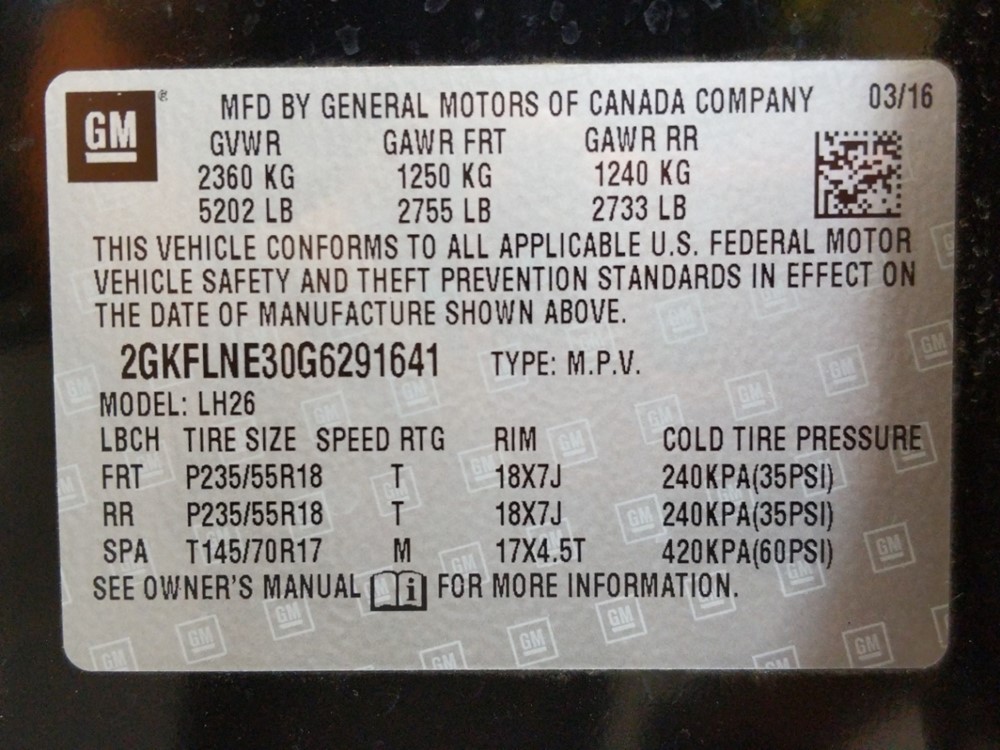 GM ® MFD BY GENERAL MOTORS OF CANADA COMPANY 03/16
GVWR GAWR FRT GAWR RR
2360 KG 1250 KG 1240 KG
5202 LB 2755 LB 2733 LB
THIS VEHICLE CONFORMS TO ALL APPLICABLE U.S. FEDERAL MOTOR
VEHICLE SAFETY AND THEFT PREVENTION STANDARDS IN EFFECT ON
THE DATE OF MANUFACTURE SHOWN ABOVE.
2GKFLNE30G6291641 TYPE: M.P.V.
MODEL: LH26
LBCH TIRE SIZE SPEED RTG RIM COLD TIRE PRESSURE
FRT P235/55R18 T 18X7J 240KPA(35PSI)
RR P235/55R18 T 18X7J 240KPA(35PSI)
SPA T145/70R17 M 17X4.5T 420KPA(60PSI)
SEE OWNER'S MANUAL i FOR MORE INFORMATION.